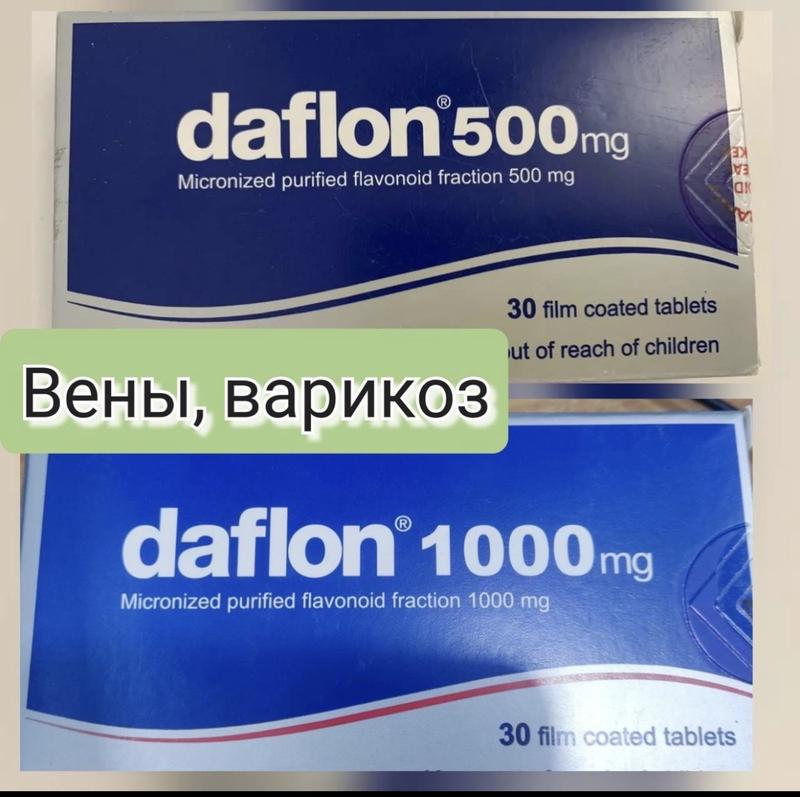 daflon® 500mg
Micronized purified flavonoid fraction 500 mg
30 film coated tablets
out of reach of children
Вены, варикоз
daflon® 1000mg
Micronized purified flavonoid fraction 1000 mg
30 film coated tablets